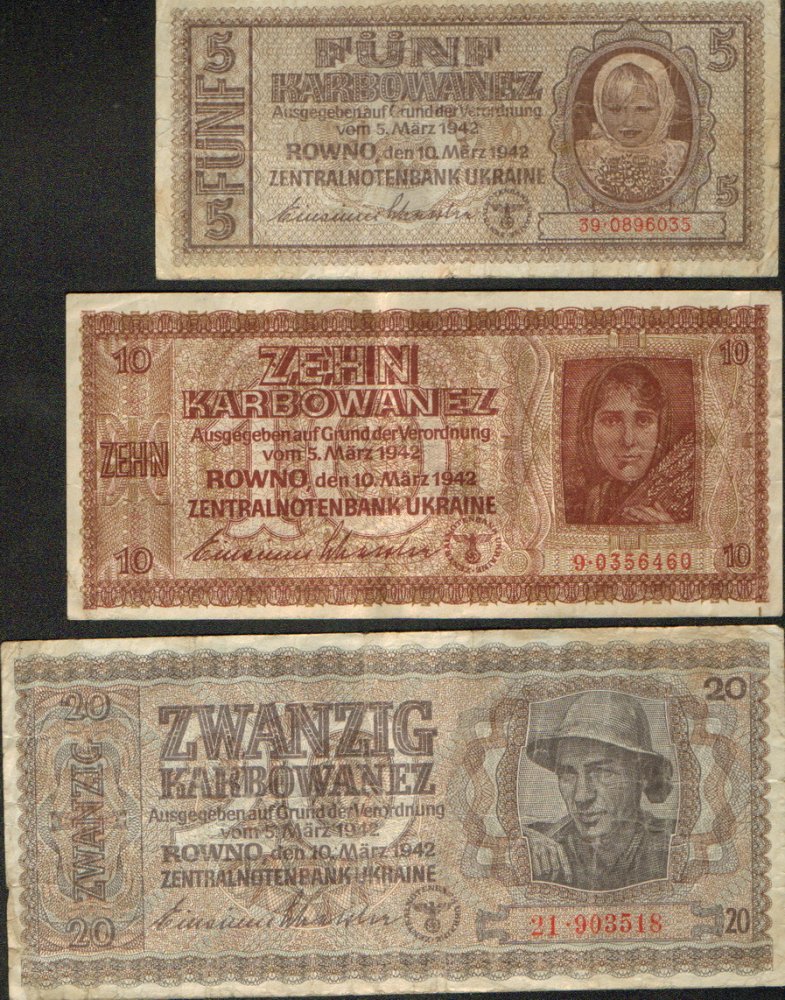 5
FÜNF
5
FÜNF
KARBOWANEZ
Ausgegeben auf Grund der Verordnung
vom 5. März 1942
ROWNO, den 10. März 1942
ZENTRALNOTENBANK UKRAINE
5
5
39·0896035
10
ZEHN
10
ZEHN
KARBOWANEZ
Ausgegeben auf Grund der Verordnung
vom 5. März 1942
ROWNO, den 10. März 1942
ZENTRALNOTENBANK UKRAINE
10
9·0356460
10
20
ZWANZIG
20
ZWANZIG
KARBOWANEZ
Ausgegeben auf Grund der Verordnung
vom 5. März 1942
ROWNO, den 10. März 1942
ZENTRALNOTENBANK UKRAINE
20
21·903518
20